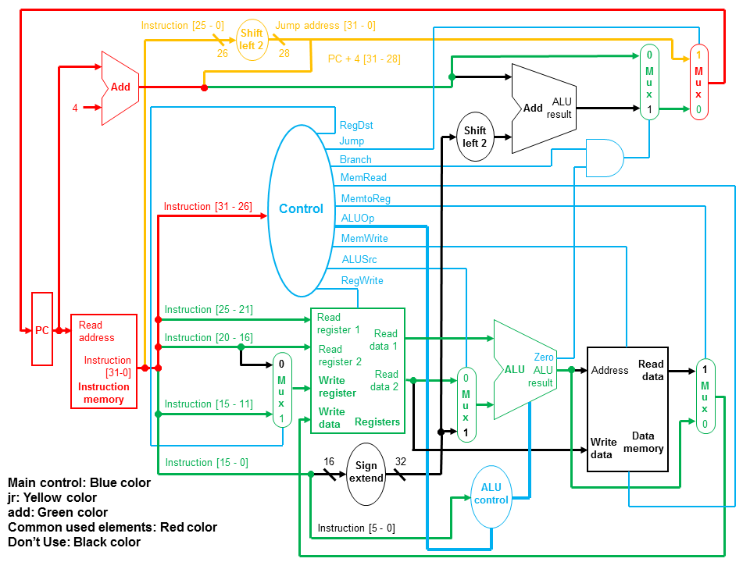 Instruction [25 - 0]
Shift
left 2
Jump address [31 - 0]
26
28
PC + 4 [31 - 28]
Add
4
0
M
u
x
1
1
M
u
x
0
Add
ALU
result
Shift
left 2
RegDst
Jump
Branch
MemRead
MemtoReg
ALUOp
MemWrite
ALUSrc
RegWrite
Control
Instruction [31 - 26]
PC
Read
address
Instruction
[31-0]
Instruction
memory
Instruction [25 - 21]
Instruction [20 - 16]
Instruction [15 - 11]
Instruction [15 - 0]
0
M
u
x
1
Read
register 1
Read
register 2
Write
register
Write
data
Read
data 1
Read
data 2
Registers
0
M
u
x
1
ALU
Zero
ALU
result
Address
Read
data
Write
data
Data
memory
1
M
u
x
0
16
Sign
extend
32
Instruction [5 - 0]
ALU
control
Main control: Blue color
jr: Yellow color
add: Green color
Common used elements: Red color
Don't Use: Black color